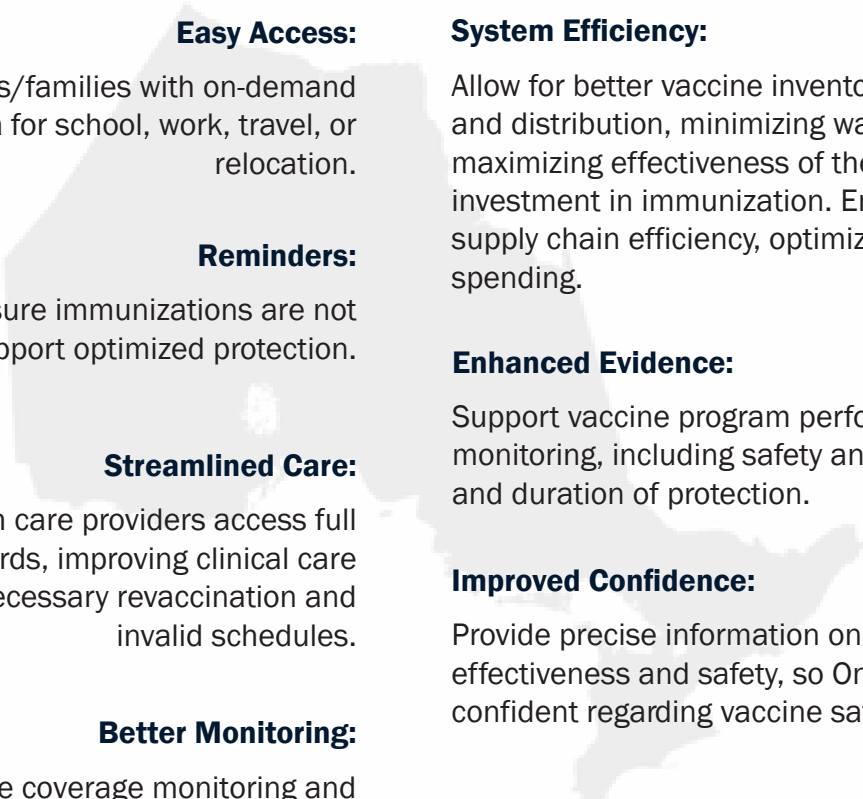 Easy Access:
s/families with on-demand
for school, work, travel, or
relocation.
Reminders:
sure immunizations are not
pport optimized protection.
Streamlined Care:
care providers access full
rds, improving clinical care
ecessary revaccination and
invalid schedules.
Better Monitoring:
e coverage monitoring and
System Efficiency:
Allow for better vaccine invento
and distribution, minimizing wa
maximizing effectiveness of the
investment in immunization. En
supply chain efficiency, optimiz
spending.
Enhanced Evidence:
Support vaccine program perfo
monitoring, including safety an
and duration of protection.
Improved Confidence:
Provide precise information on
effectiveness and safety, so On
confident regarding vaccine saf